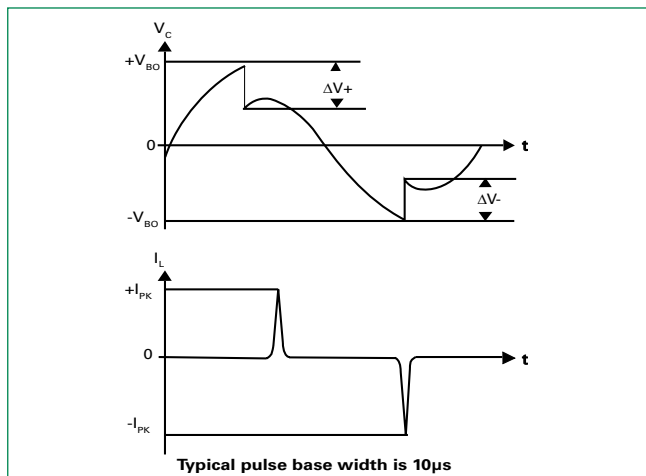 V_C
+V_BO
ΔV+
0
t
ΔV-
-V_BO
I_L
+I_PK
0
t
-I_PK
Typical pulse base width is 10µs